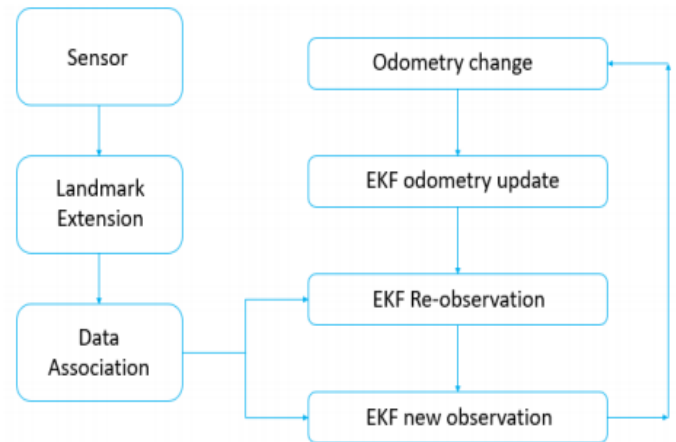 Sensor
Landmark
Extension
Data
Association
Odometry change
EKF odometry update
EKF Re-observation
EKF new observation